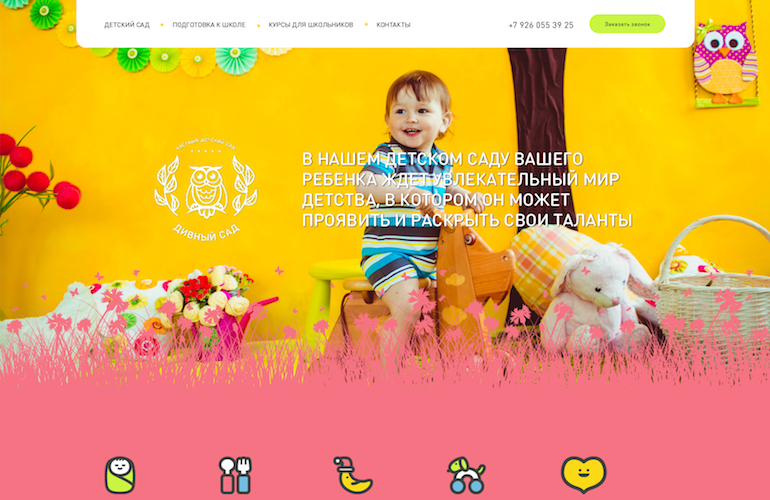 ДЕТСКИЙ САД
ПОДГОТОВКА К ШКОЛЕ
КУРСЫ ДЛЯ ШКОЛЬНИКОВ
КОНТАКТЫ
+7 926 055 39 25
Заказать звонок
ЧАСТНЫЙ ДЕТСКИЙ САД
ДИВНЫЙ САД
В НАШЕМ ДЕТСКОМ САДУ ВАШЕГО
РЕБЕНКА ЖДЕТ УВЛЕКАТЕЛЬНЫЙ МИР
ДЕТСТВА, В КОТОРОМ ОН МОЖЕТ
ПРОЯВИТЬ И РАСКРЫТЬ СВОИ ТАЛАНТЫ